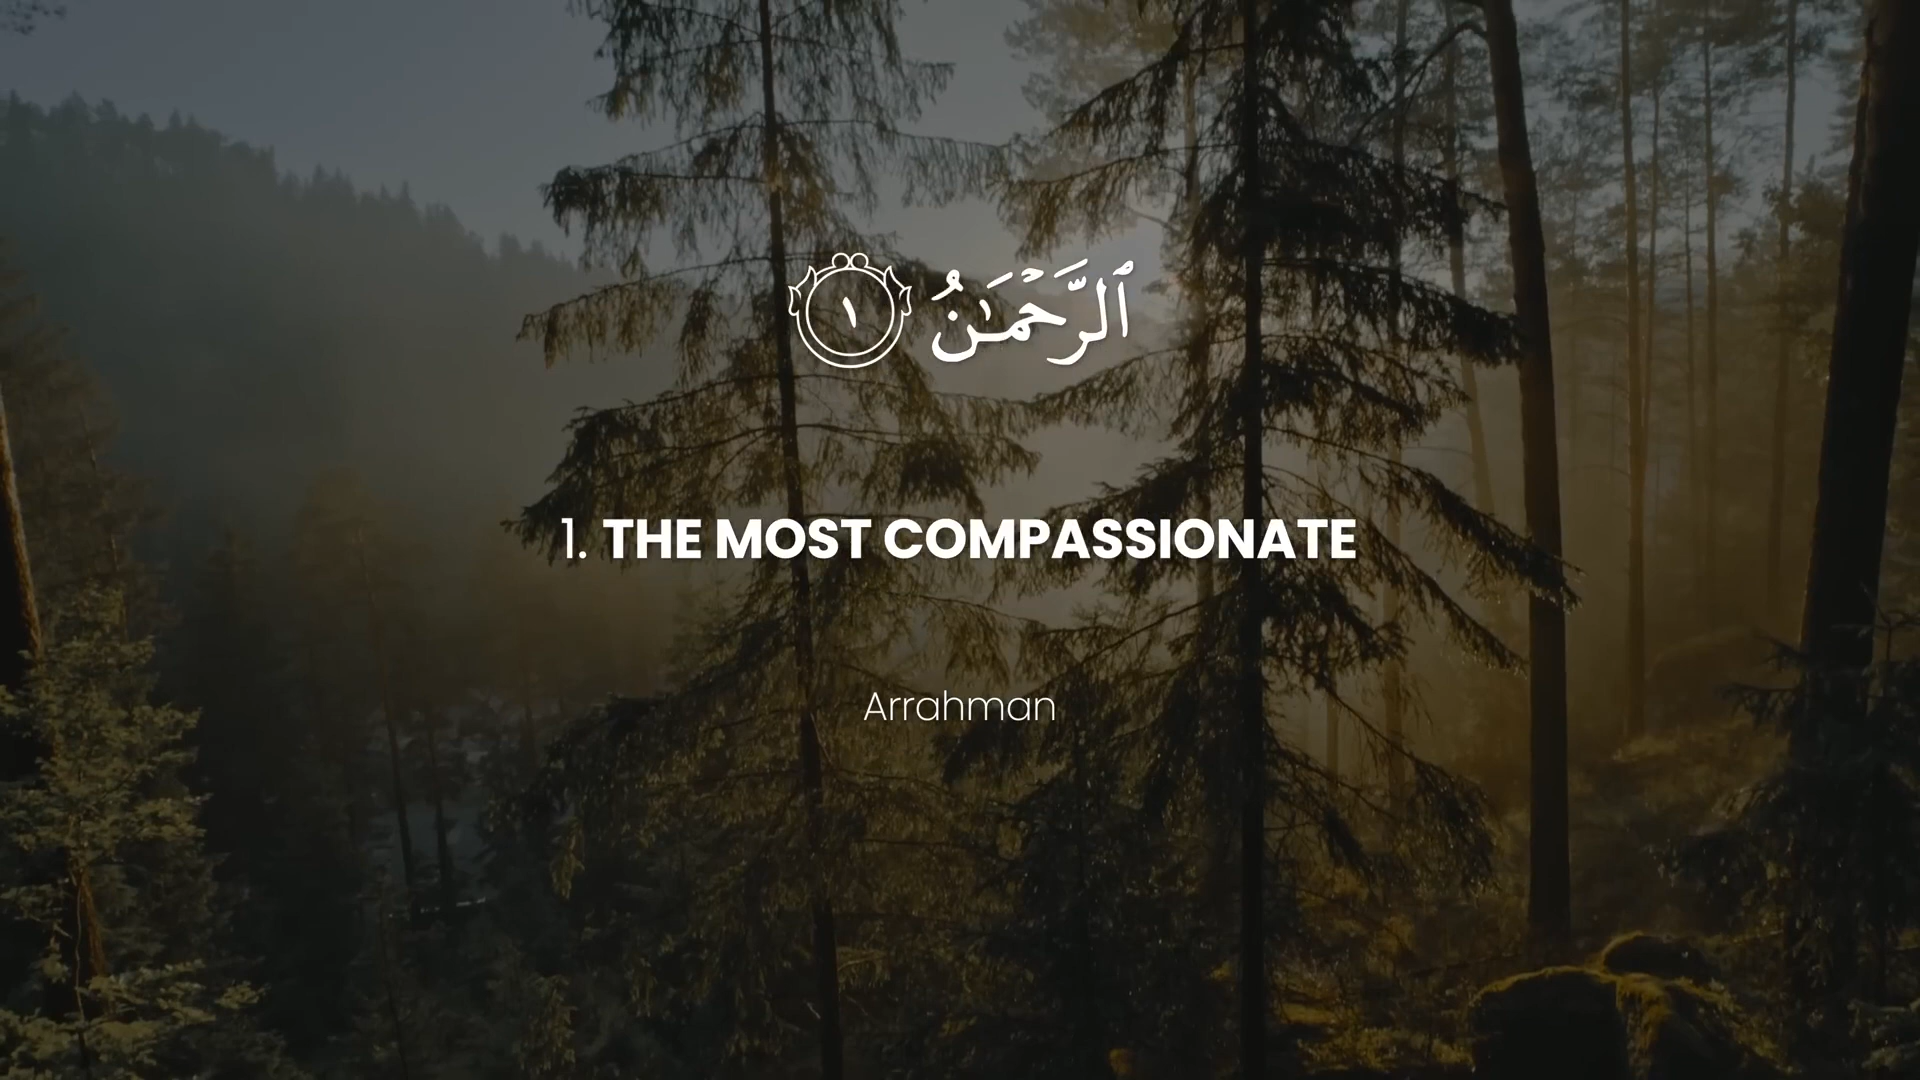 ٱلرَّحْمَـٰنُ ١
1. THE MOST COMPASSIONATE
Arrahman